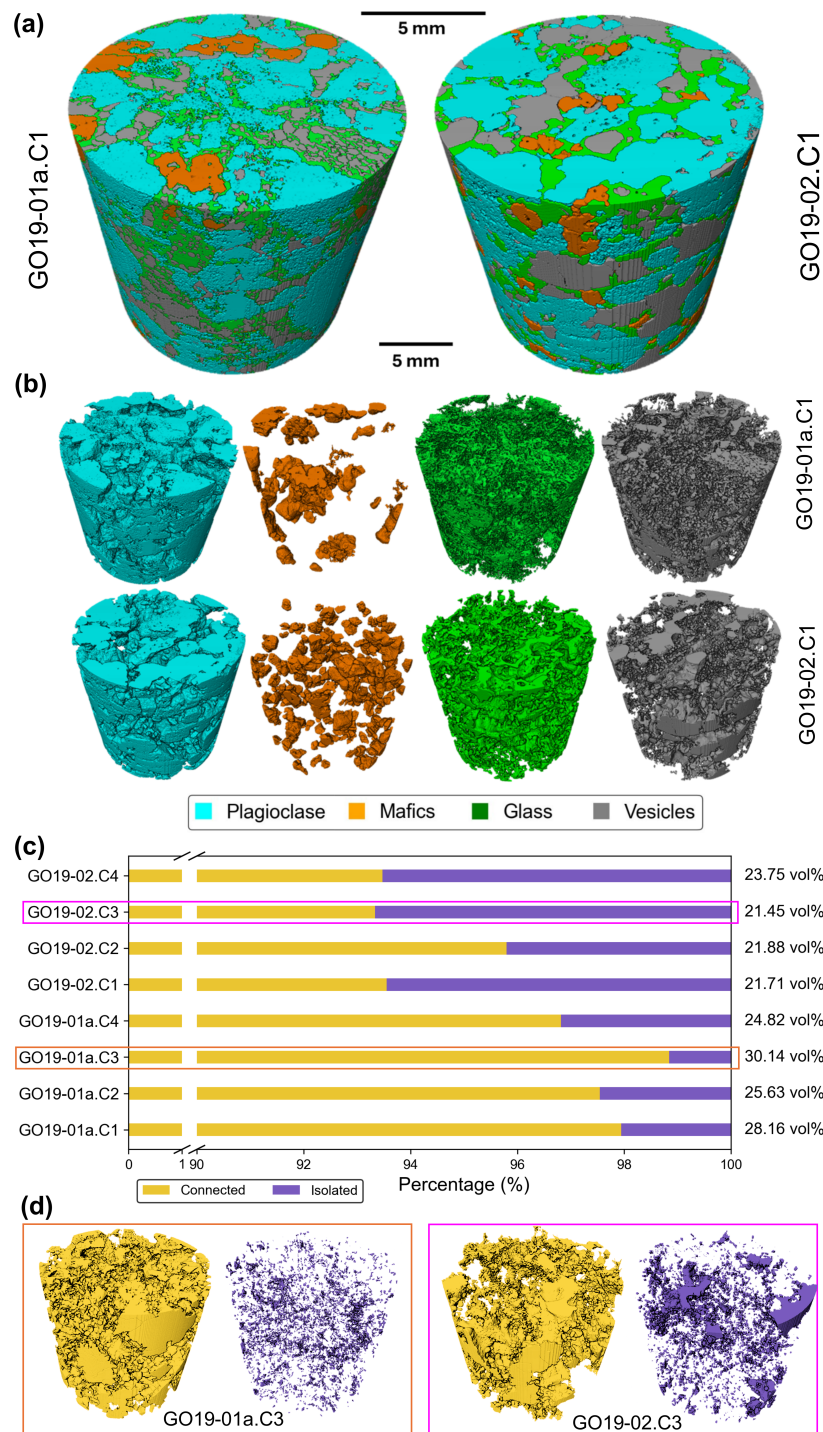 (a)
5 mm
GO19-01a.C1
GO19-02.C1
5 mm
(b)
GO19-01a.C1
GO19-02.C1
Plagioclase Mafics Glass Vesicles
(c)
GO19-02.C4 23.75 vol%
GO19-02.C3 21.45 vol%
GO19-02.C2 21.88 vol%
GO19-02.C1 21.71 vol%
GO19-01a.C4 24.82 vol%
GO19-01a.C3 30.14 vol%
GO19-01a.C2 25.63 vol%
GO19-01a.C1 28.16 vol%
0 1 90 92 94 96 98 100
Connected Isolated
Percentage (%)
(d)
GO19-01a.C3
GO19-02.C3